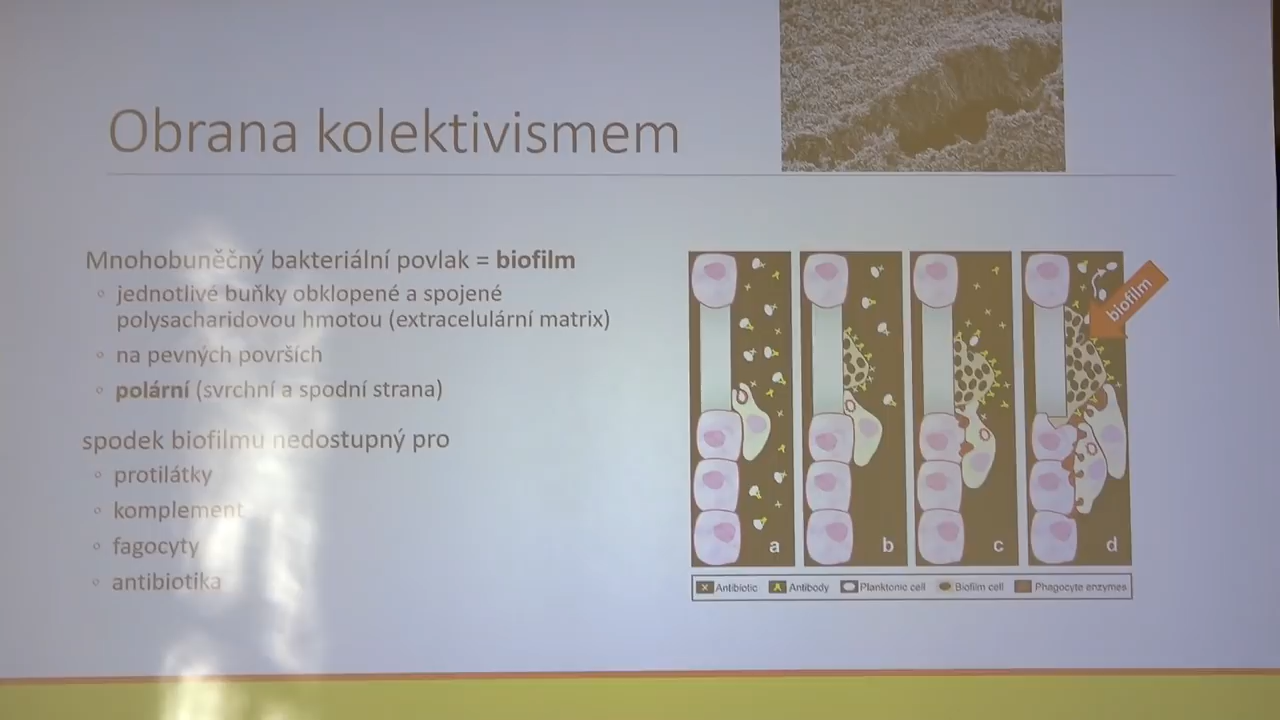 Obrana kolektivismem
Mnohobuněčný bakteriální povlak = biofilm
◦ jednotlivé buňky obklopené a spojené
polysacharidovou hmotou (extracelulární matrix)
◦ na pevných površích
◦ polární (svrchní a spodní strana)
spodek biofilmu nedostupný pro
◦ protilátky
◦ komplement
◦ fagocyty
◦ antibiotika
biofilm
a b c d
Antibiotic Antibody Planktonic cell Biofilm cell Phagocyte enzymes